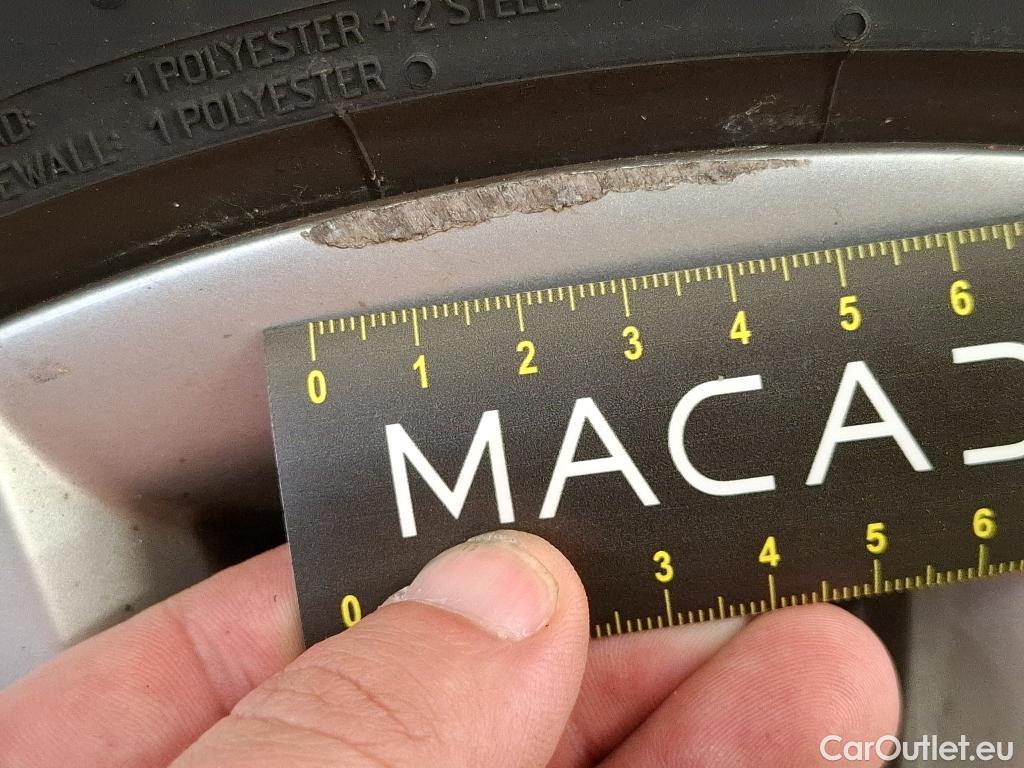 1 POLYESTER + 2 STEEL
1 POLYESTER
EWALL:
0 1 2 3 4 5 6
MACA
0 3 4 5 6
CarOutlet.eu